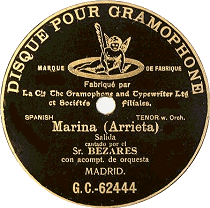 DISQUE POUR GRAMOPHONE
MARQUE DE FABRIQUE
Fabriqué par
La Cie The Gramophone and Typewriter Ltd
et Sociétés filiales.
SPANISH TENOR w. Orch.
Marina (Arrieta)
Salida
cantado por el
Sr. BEZARES
con acompt. de orquesta
MADRID.
G.C.-62444